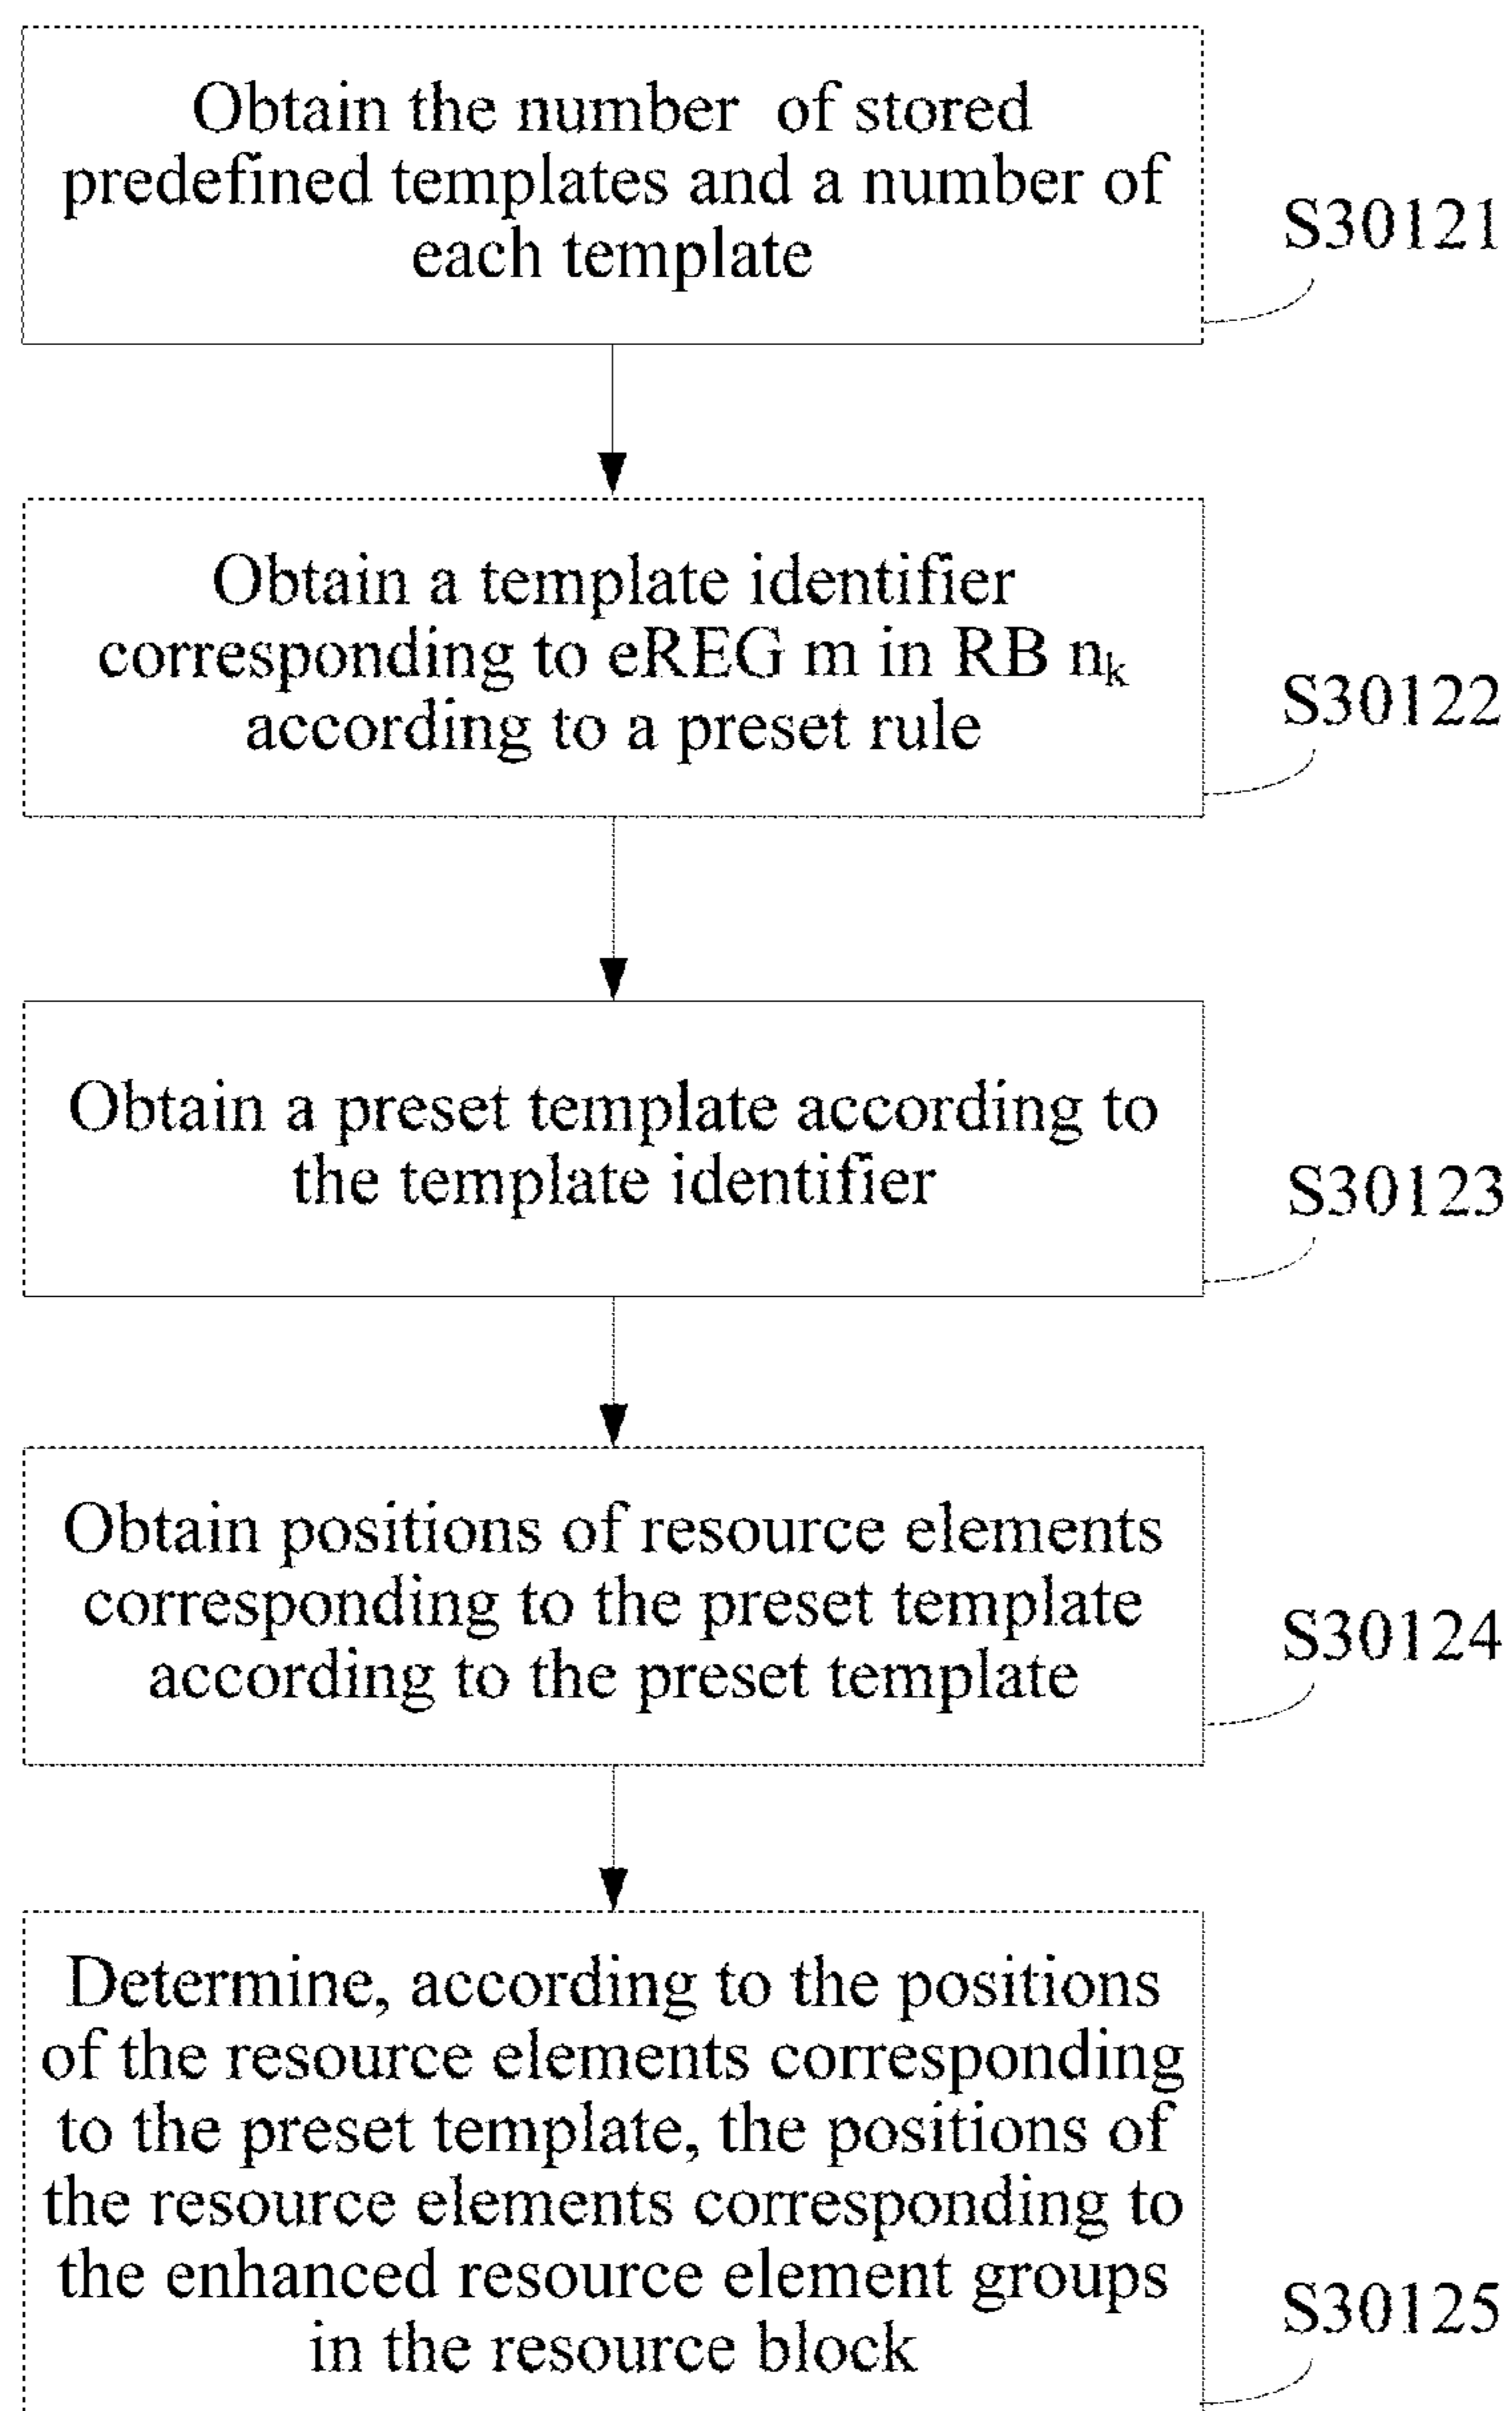 Obtain the number of stored
predefined templates and a number of
each template
S30121
Obtain a template identifier
corresponding to eREG m in RB nk
according to a preset rule
S30122
Obtain a preset template according to
the template identifier
S30123
Obtain positions of resource elements
corresponding to the preset template
according to the preset template
S30124
Determine, according to the positions
of the resource elements corresponding
to the preset template, the positions of
the resource elements corresponding to
the enhanced resource element groups
in the resource block
S30125